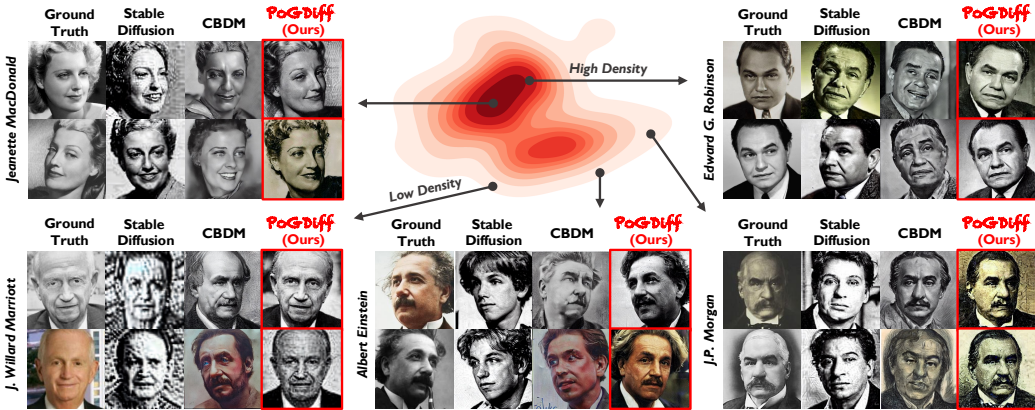 Ground
Truth
Stable
Diffusion
CBDM
PoGDiff
(Ours)
Jeanette MacDonald
High Density
Low Density
Ground
Truth
Stable
Diffusion
CBDM
PoGDiff
(Ours)
Edward G. Robinson
Ground
Truth
Stable
Diffusion
CBDM
PoGDiff
(Ours)
J. Willard Marriott
Ground
Truth
Stable
Diffusion
CBDM
PoGDiff
(Ours)
Albert Einstein
Ground
Truth
Stable
Diffusion
CBDM
PoGDiff
(Ours)
J.P. Morgan